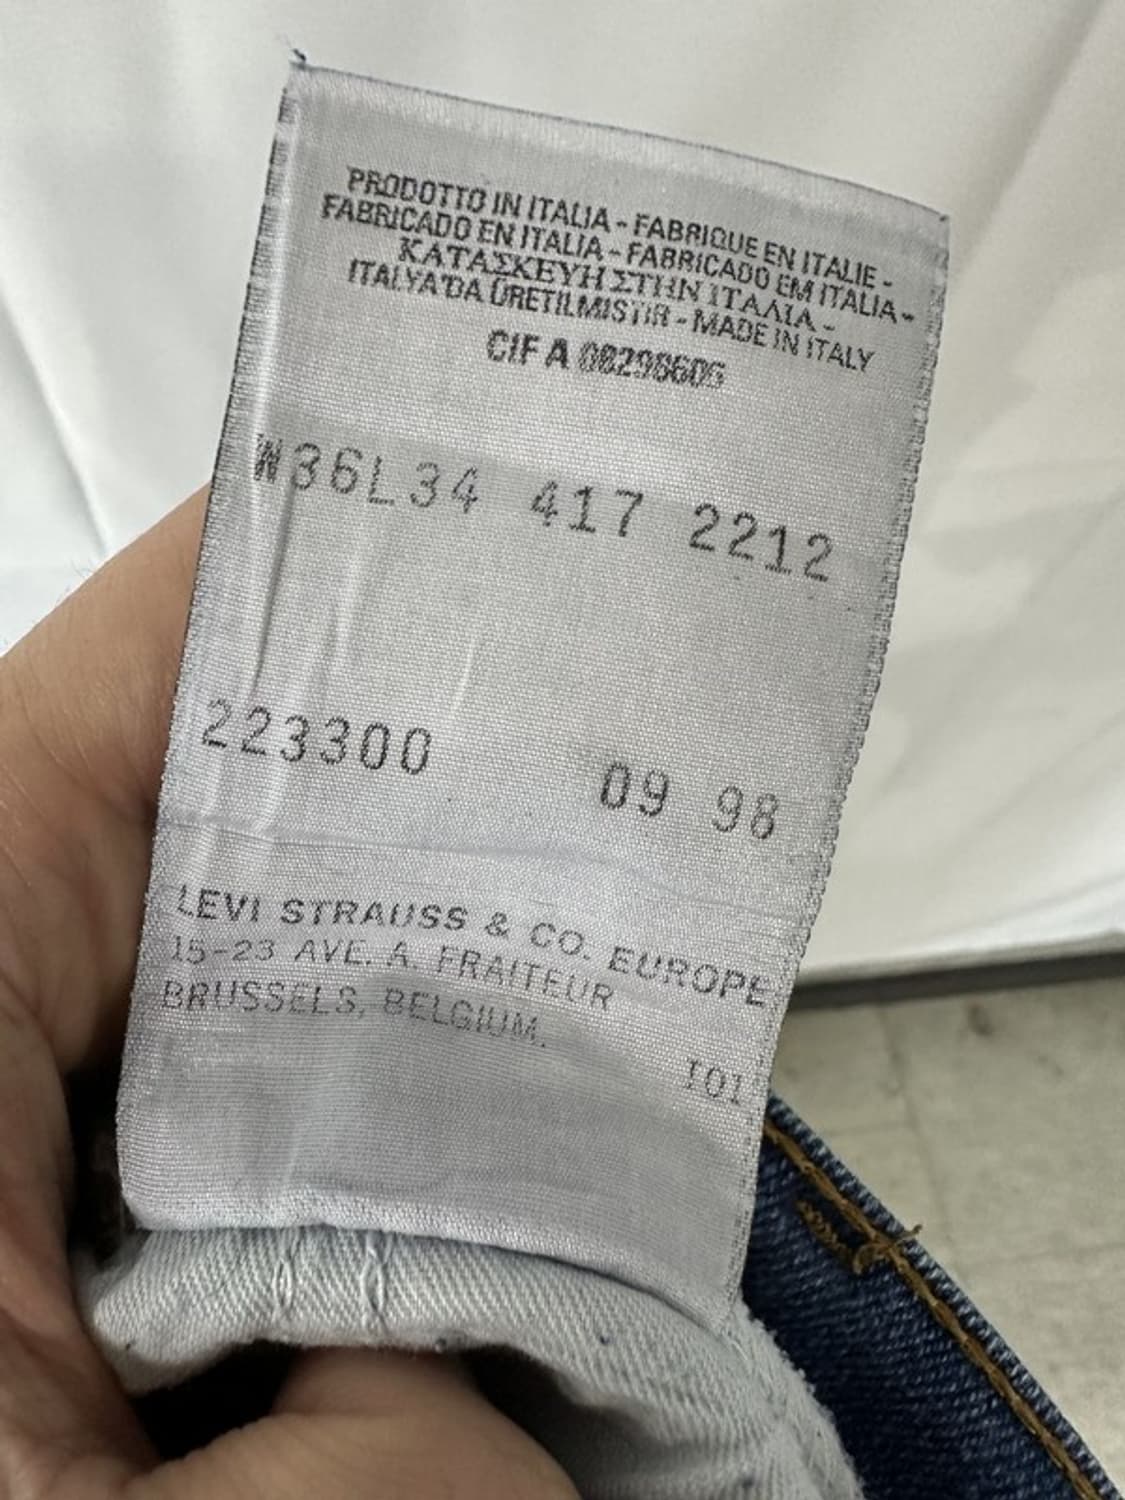 PRODOTTO IN ITALIA - FABRIQUE EN ITALIE -
FABRICADO EN ITALIA - FABRICADO EM ITALIA -
ΚΑΤΑΣΚΕΥΗ ΣΤΗΝ ΙΤΑΛΙΑ -
ITALYA'DA ÜRETILMISTIR - MADE IN ITALY
CIF A 08298605
W36L34 417 2212
223300 09 98
LEVI STRAUSS & CO. EUROPE
15-23 AVE. A. FRAITEUR
BRUSSELS, BELGIUM.
I01